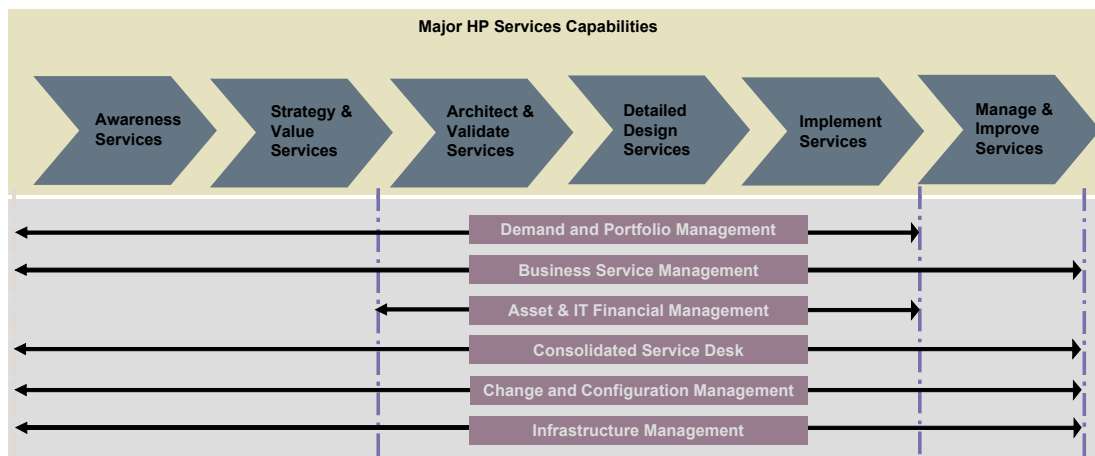 Major HP Services Capabilities
Awareness
Services
Strategy &
Value
Services
Architect &
Validate
Services
Detailed
Design
Services
Implement
Services
Manage &
Improve
Services
Demand and Portfolio Management
Business Service Management
Asset & IT Financial Management
Consolidated Service Desk
Change and Configuration Management
Infrastructure Management